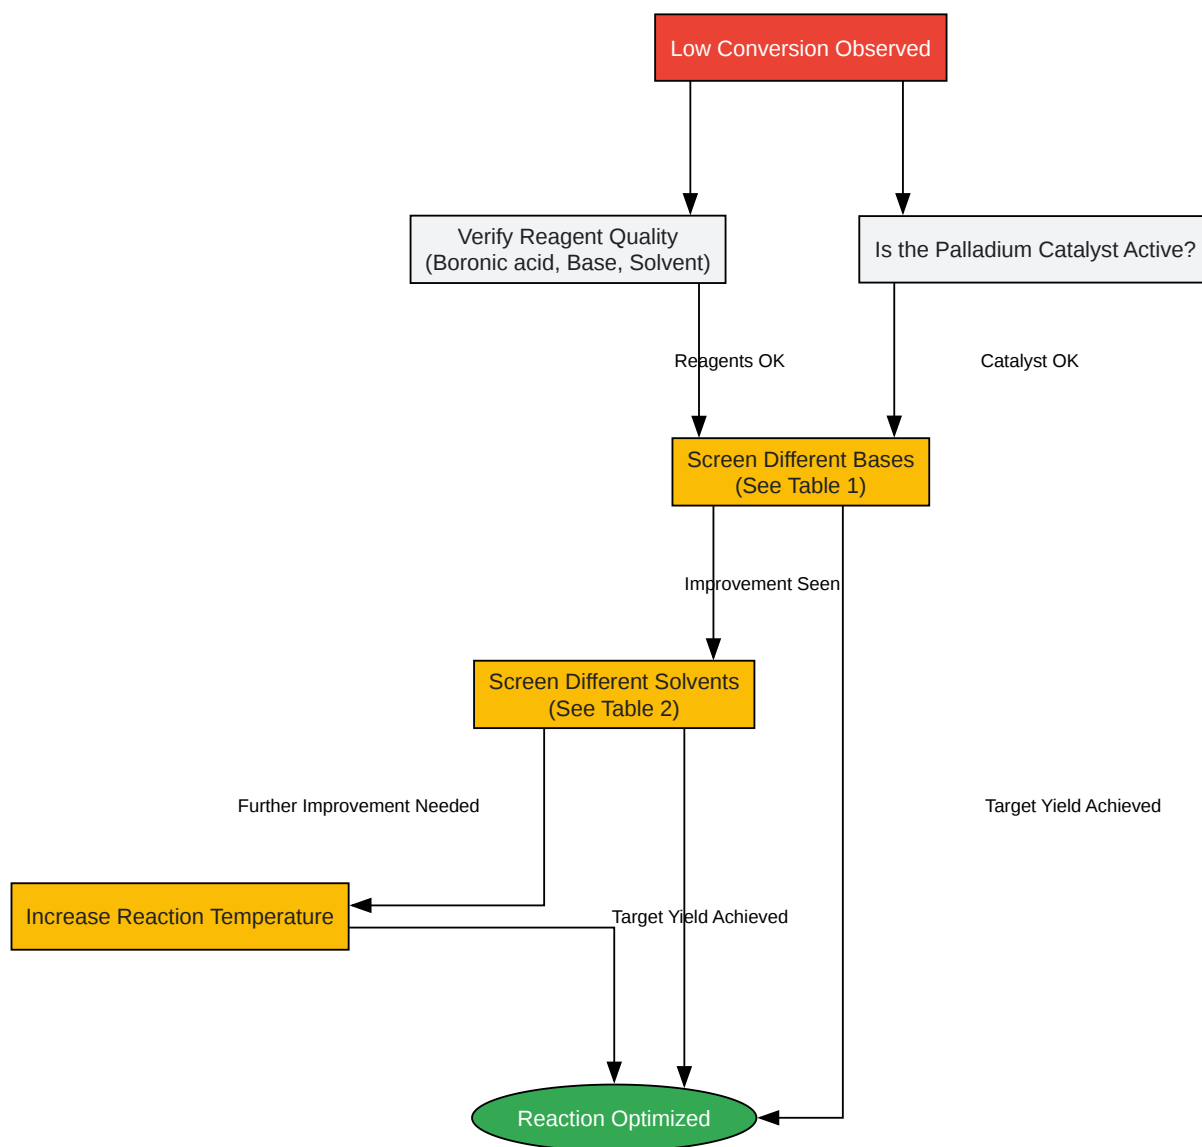 Low Conversion Observed
Verify Reagent Quality
(Boronic acid, Base, Solvent)
Is the Palladium Catalyst Active?
Reagents OK
Catalyst OK
Screen Different Bases
(See Table 1)
Improvement Seen
Screen Different Solvents
(See Table 2)
Further Improvement Needed
Target Yield Achieved
Increase Reaction Temperature
Target Yield Achieved
Reaction Optimized